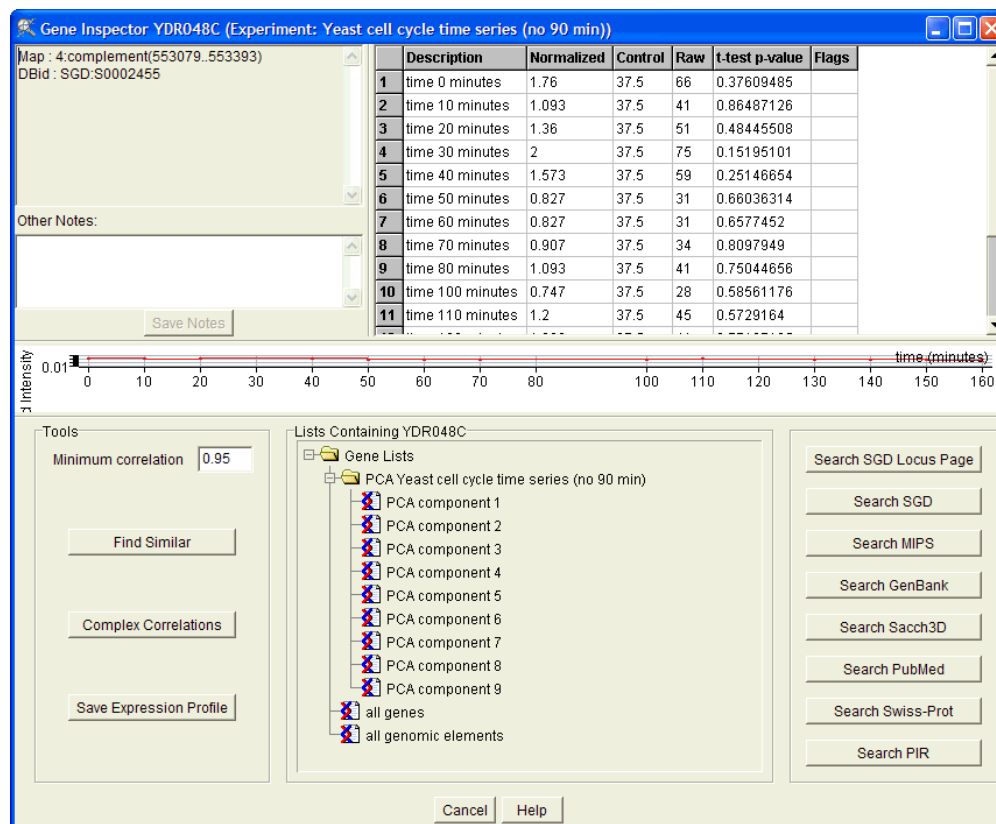 Gene Inspector YDR048C (Experiment: Yeast cell cycle time series (no 90 min))
Map : 4:complement(553079..553393)
DBid : SGD:S0002455
Other Notes:
Save Notes
Description Normalized Control Raw t-test p-value Flags
1 time 0 minutes 1.76 37.5 66 0.37609485
2 time 10 minutes 1.093 37.5 41 0.86487126
3 time 20 minutes 1.36 37.5 51 0.48445508
4 time 30 minutes 2 37.5 75 0.15195101
5 time 40 minutes 1.573 37.5 59 0.25146654
6 time 50 minutes 0.827 37.5 31 0.66036314
7 time 60 minutes 0.827 37.5 31 0.6577452
8 time 70 minutes 0.907 37.5 34 0.8097949
9 time 80 minutes 1.093 37.5 41 0.75044656
10 time 100 minutes 0.747 37.5 28 0.58561176
11 time 110 minutes 1.2 37.5 45 0.5729164
d Intensity
0.01
time (minutes)
0 10 20 30 40 50 60 70 80 100 110 120 130 140 150 160
Tools
Minimum correlation 0.95
Find Similar
Complex Correlations
Save Expression Profile
Lists Containing YDR048C
Gene Lists
PCA Yeast cell cycle time series (no 90 min)
PCA component 1
PCA component 2
PCA component 3
PCA component 4
PCA component 5
PCA component 6
PCA component 7
PCA component 8
PCA component 9
all genes
all genomic elements
Search SGD Locus Page
Search SGD
Search MIPS
Search GenBank
Search Sacch3D
Search PubMed
Search Swiss-Prot
Search PIR
Cancel Help